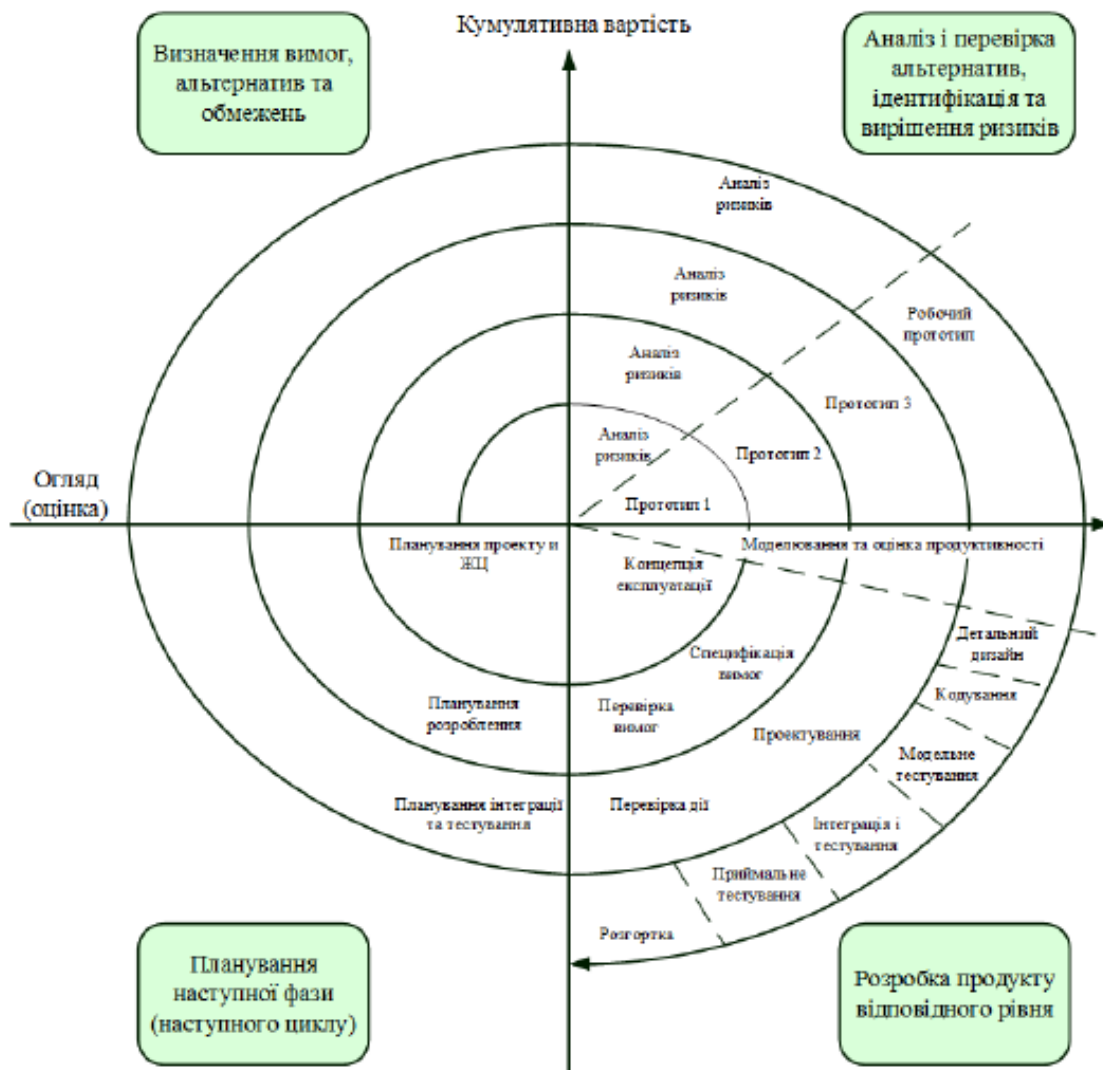 Кумулятивна вартість
Визначення вимог,
альтернатив та
обмежень
Аналіз і перевірка
альтернатив,
ідентифікація та
вирішення ризиків
Аналіз
ризиків
Аналіз
ризиків
Робочий
прототип
Аналіз
ризиків
Прототип 3
Аналіз
ризиків
Прототип 2
Огляд
(оцінка)
Прототип 1
Планування проекту и
ЖЦ
Моделювання та оцінка продуктивності
Концепція
експлуатації
Детальний
дизайн
Специфікація
вимог
Кодування
Планування
розроблення
Перевірка
вимог
Проектування
Модельне
тестування
Планування інтеграції
та тестування
Перевірка дії
Інтеграція і
тестування
Приймальне
тестування
Розгортка
Планування
наступної фази
(наступного циклу)
Розробка продукту
відповідного рівня